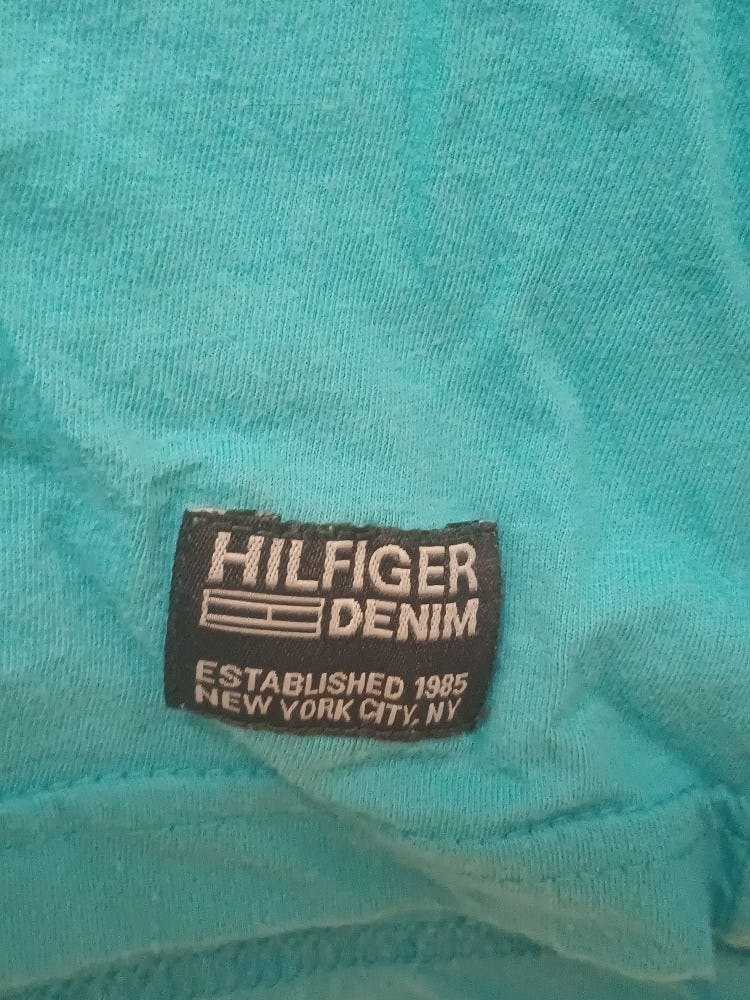 HILFIGER
DENIM
ESTABLISHED 1985
NEW YORK CITY, NY